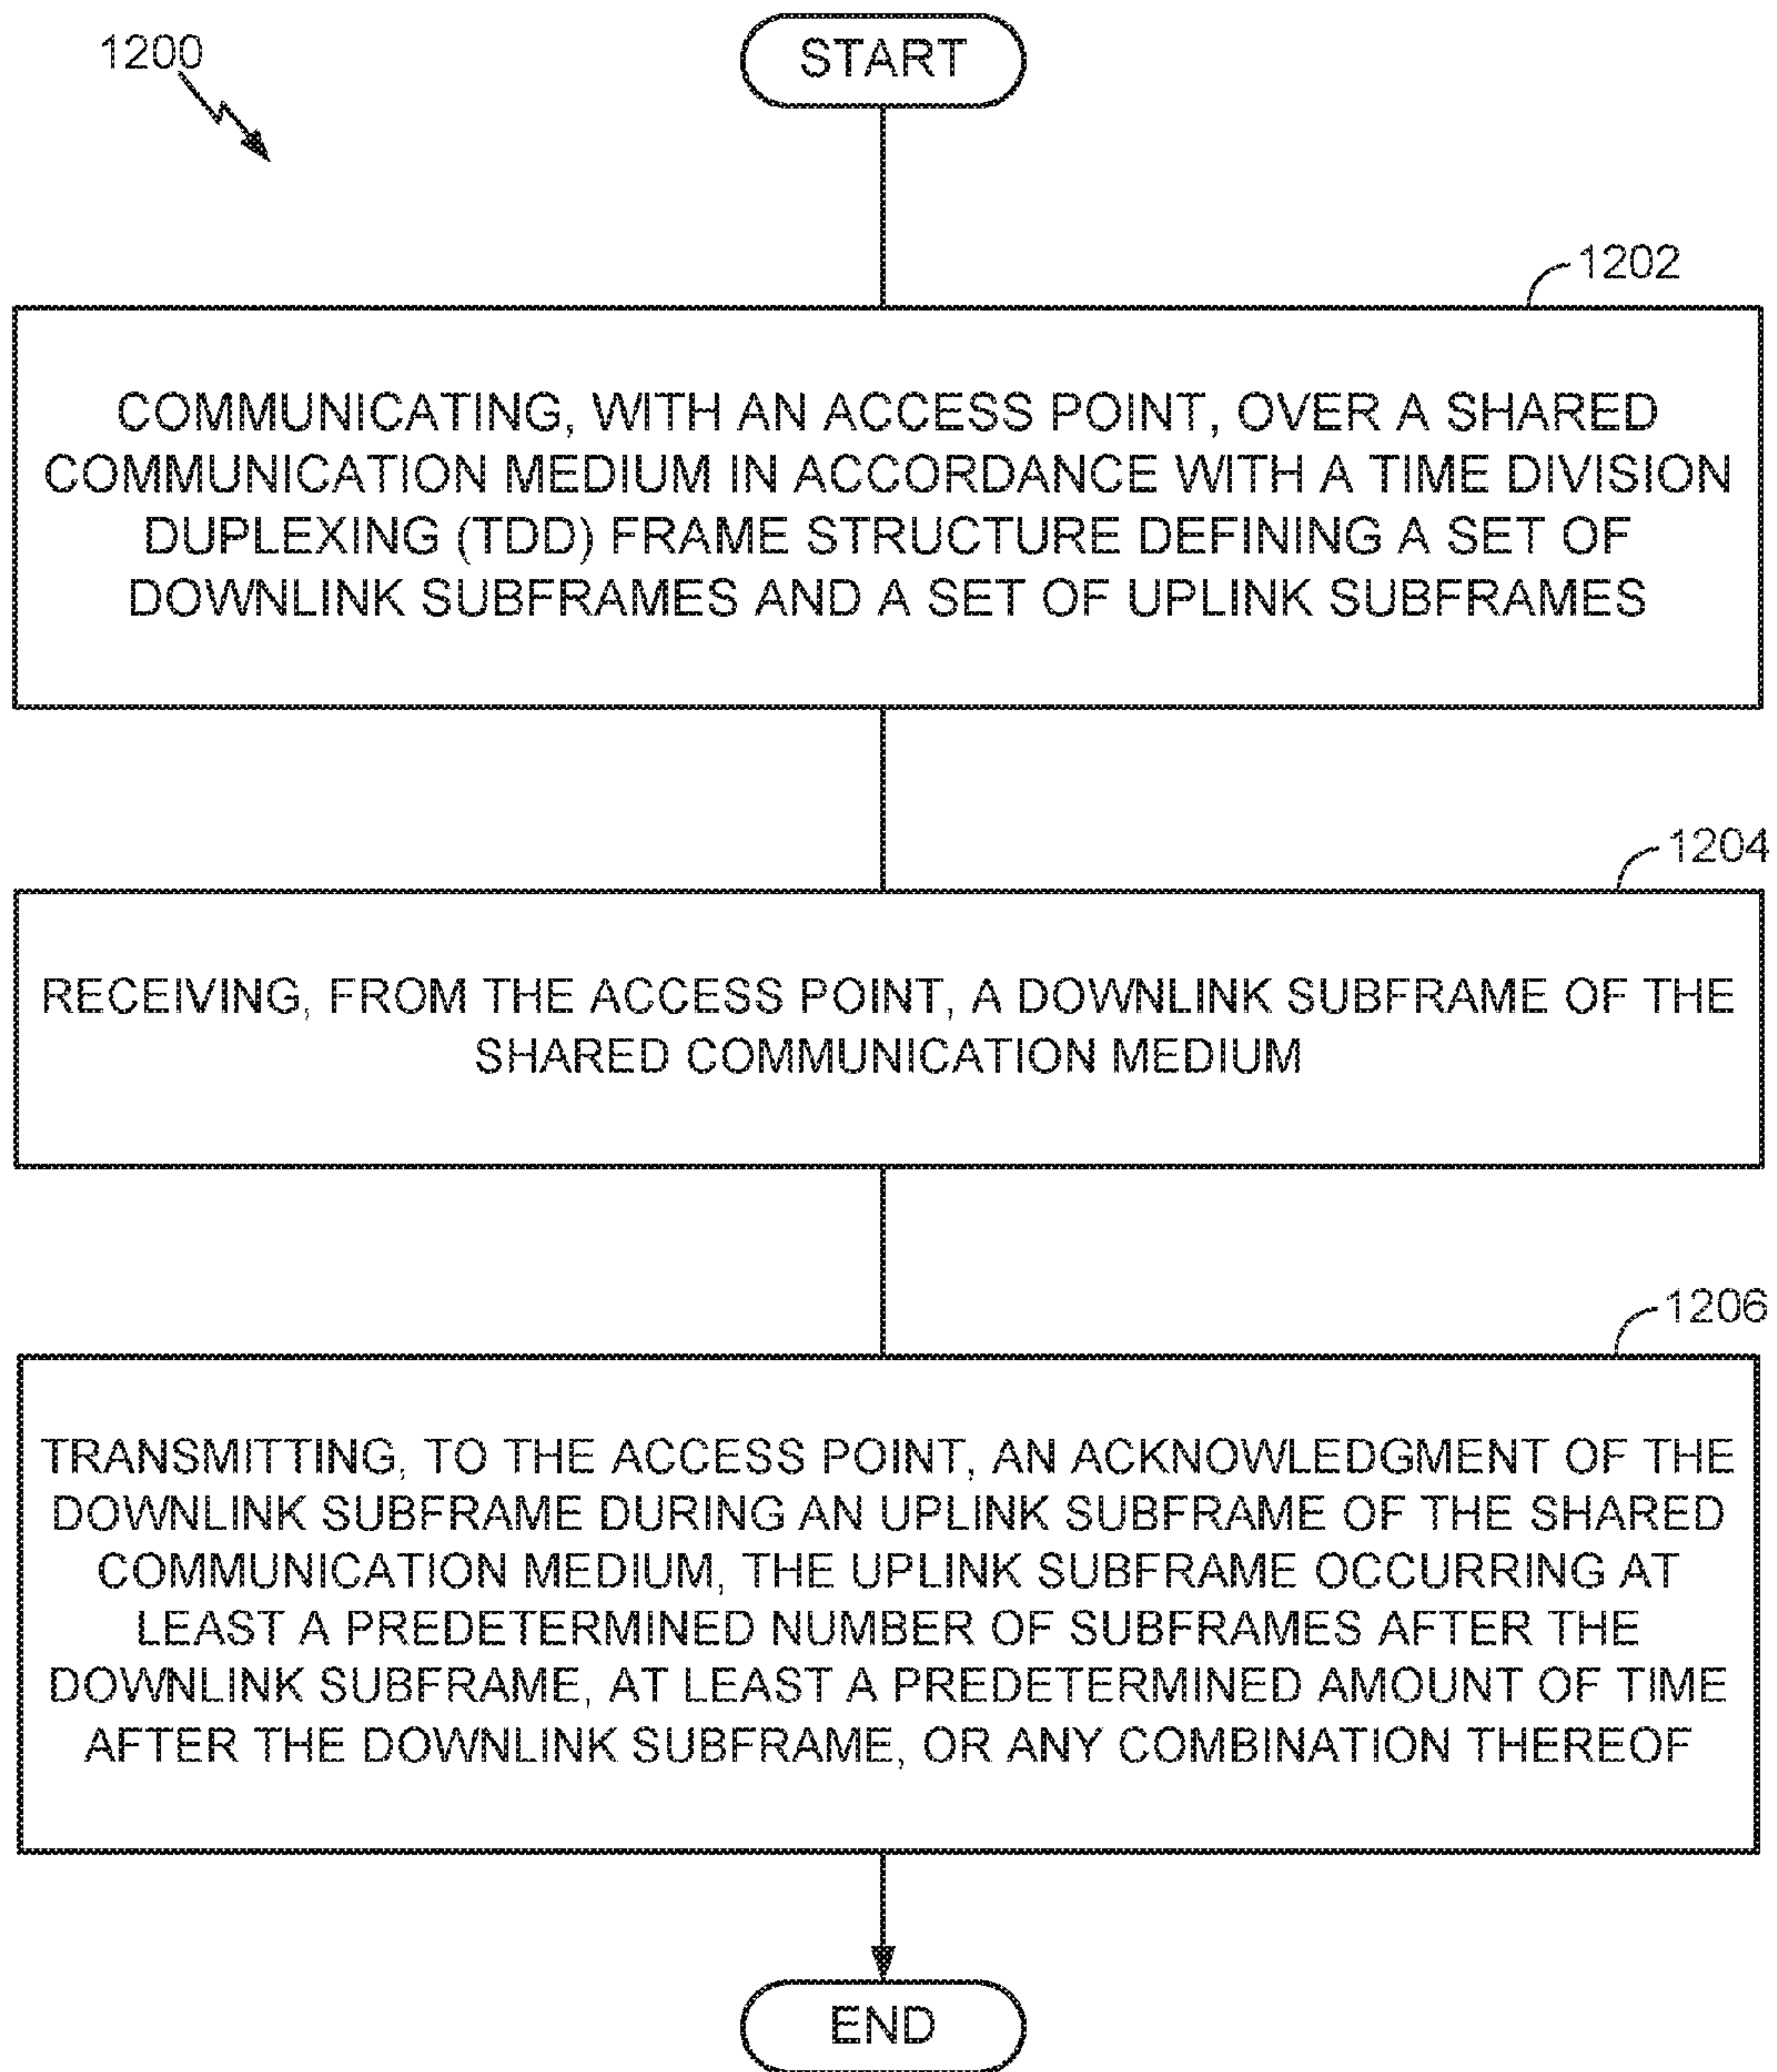 1200
START
1202
COMMUNICATING, WITH AN ACCESS POINT, OVER A SHARED
COMMUNICATION MEDIUM IN ACCORDANCE WITH A TIME DIVISION
DUPLEXING (TDD) FRAME STRUCTURE DEFINING A SET OF
DOWNLINK SUBFRAMES AND A SET OF UPLINK SUBFRAMES
1204
RECEIVING, FROM THE ACCESS POINT, A DOWNLINK SUBFRAME OF THE
SHARED COMMUNICATION MEDIUM
1206
TRANSMITTING, TO THE ACCESS POINT, AN ACKNOWLEDGMENT OF THE
DOWNLINK SUBFRAME DURING AN UPLINK SUBFRAME OF THE SHARED
COMMUNICATION MEDIUM, THE UPLINK SUBFRAME OCCURRING AT
LEAST A PREDETERMINED NUMBER OF SUBFRAMES AFTER THE
DOWNLINK SUBFRAME, AT LEAST A PREDETERMINED AMOUNT OF TIME
AFTER THE DOWNLINK SUBFRAME, OR ANY COMBINATION THEREOF
END